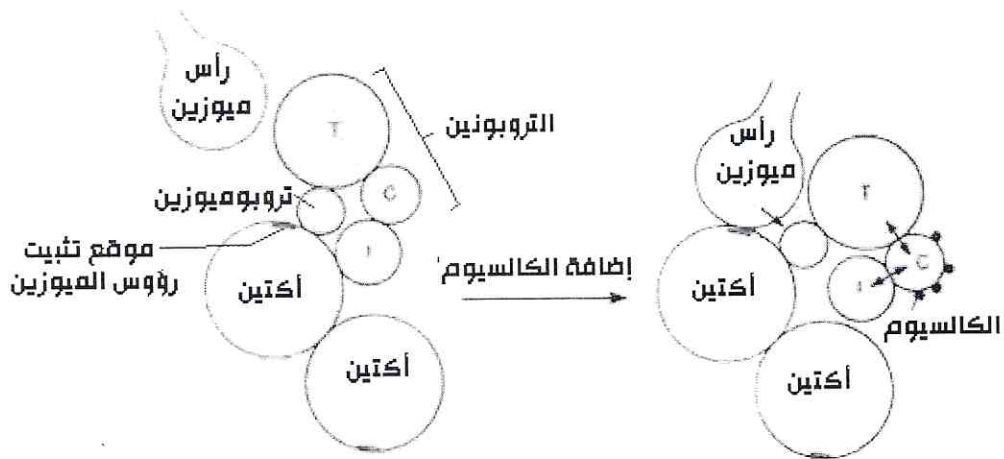 رأس
ميوزين
T
التروبونين
تروبوميوزين
C
I
موقع تثبيت
رؤوس الميوزين
أكتين
أكتين
إضافة الكالسيوم
رأس
ميوزين
T
C
I
أكتين
الكالسيوم
أكتين